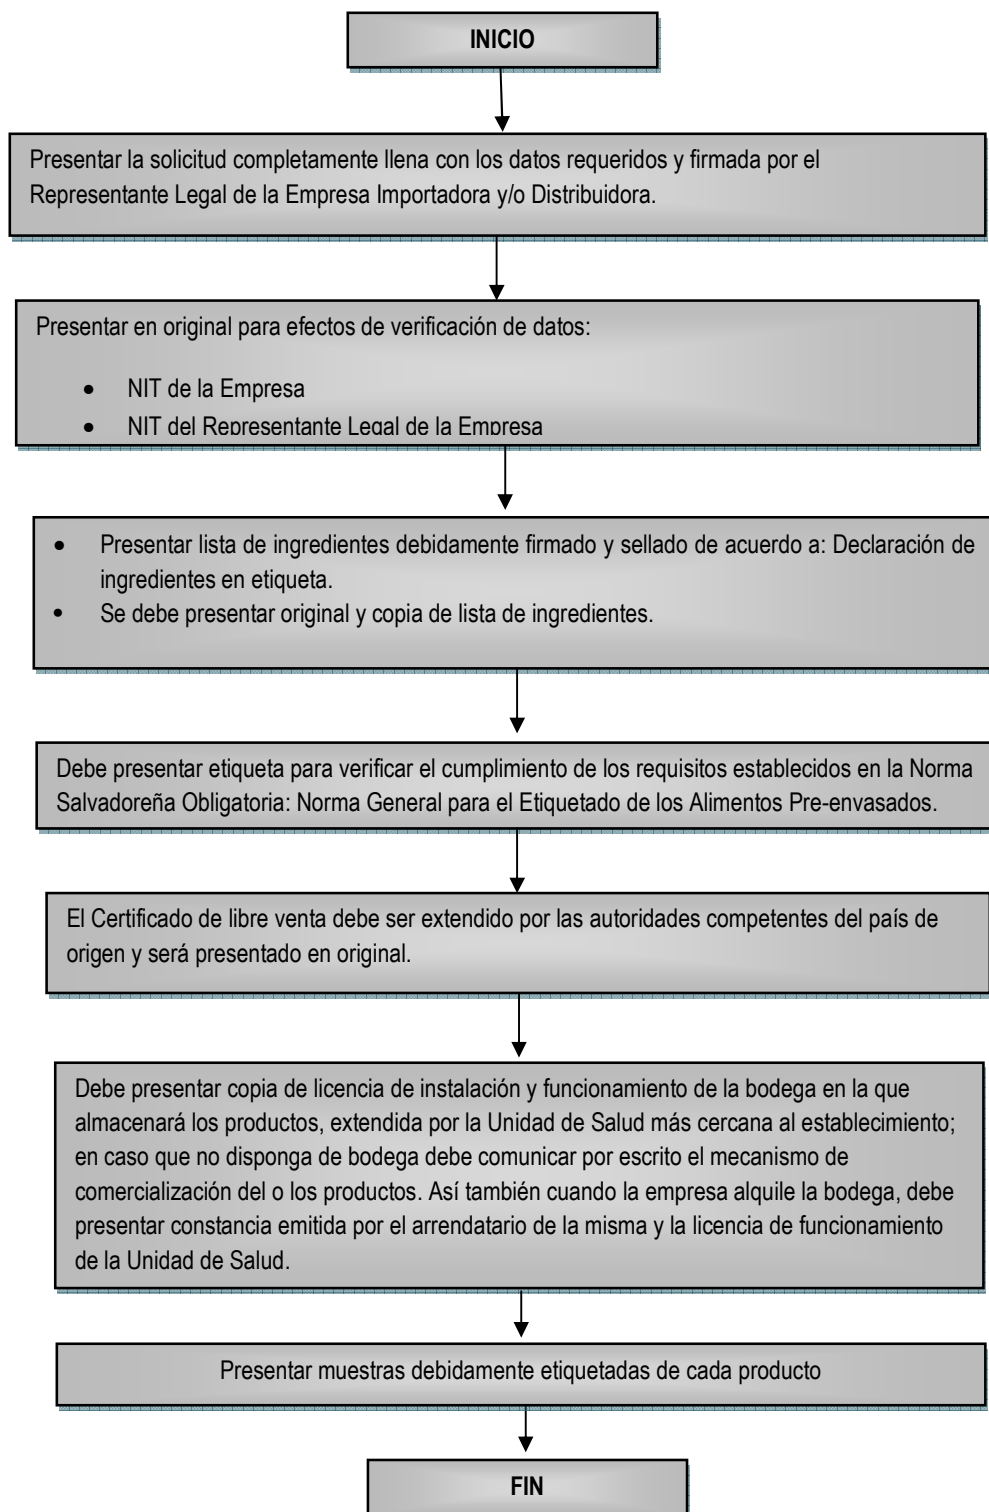 INICIO
Presentar la solicitud completamente llena con los datos requeridos y firmada por el
Representante Legal de la Empresa Importadora y/o Distribuidora.
Presentar en original para efectos de verificación de datos:
• NIT de la Empresa
• NIT del Representante Legal de la Empresa
• Presentar lista de ingredientes debidamente firmado y sellado de acuerdo a: Declaración de
ingredientes en etiqueta.
• Se debe presentar original y copia de lista de ingredientes.
Debe presentar etiqueta para verificar el cumplimiento de los requisitos establecidos en la Norma
Salvadoreña Obligatoria: Norma General para el Etiquetado de los Alimentos Pre-envasados.
El Certificado de libre venta debe ser extendido por las autoridades competentes del país de
origen y será presentado en original.
Debe presentar copia de licencia de instalación y funcionamiento de la bodega en la que
almacenará los productos, extendida por la Unidad de Salud más cercana al establecimiento;
en caso que no disponga de bodega debe comunicar por escrito el mecanismo de
comercialización del o los productos. Así también cuando la empresa alquile la bodega, debe
presentar constancia emitida por el arrendatario de la misma y la licencia de funcionamiento
de la Unidad de Salud.
Presentar muestras debidamente etiquetadas de cada producto
FIN